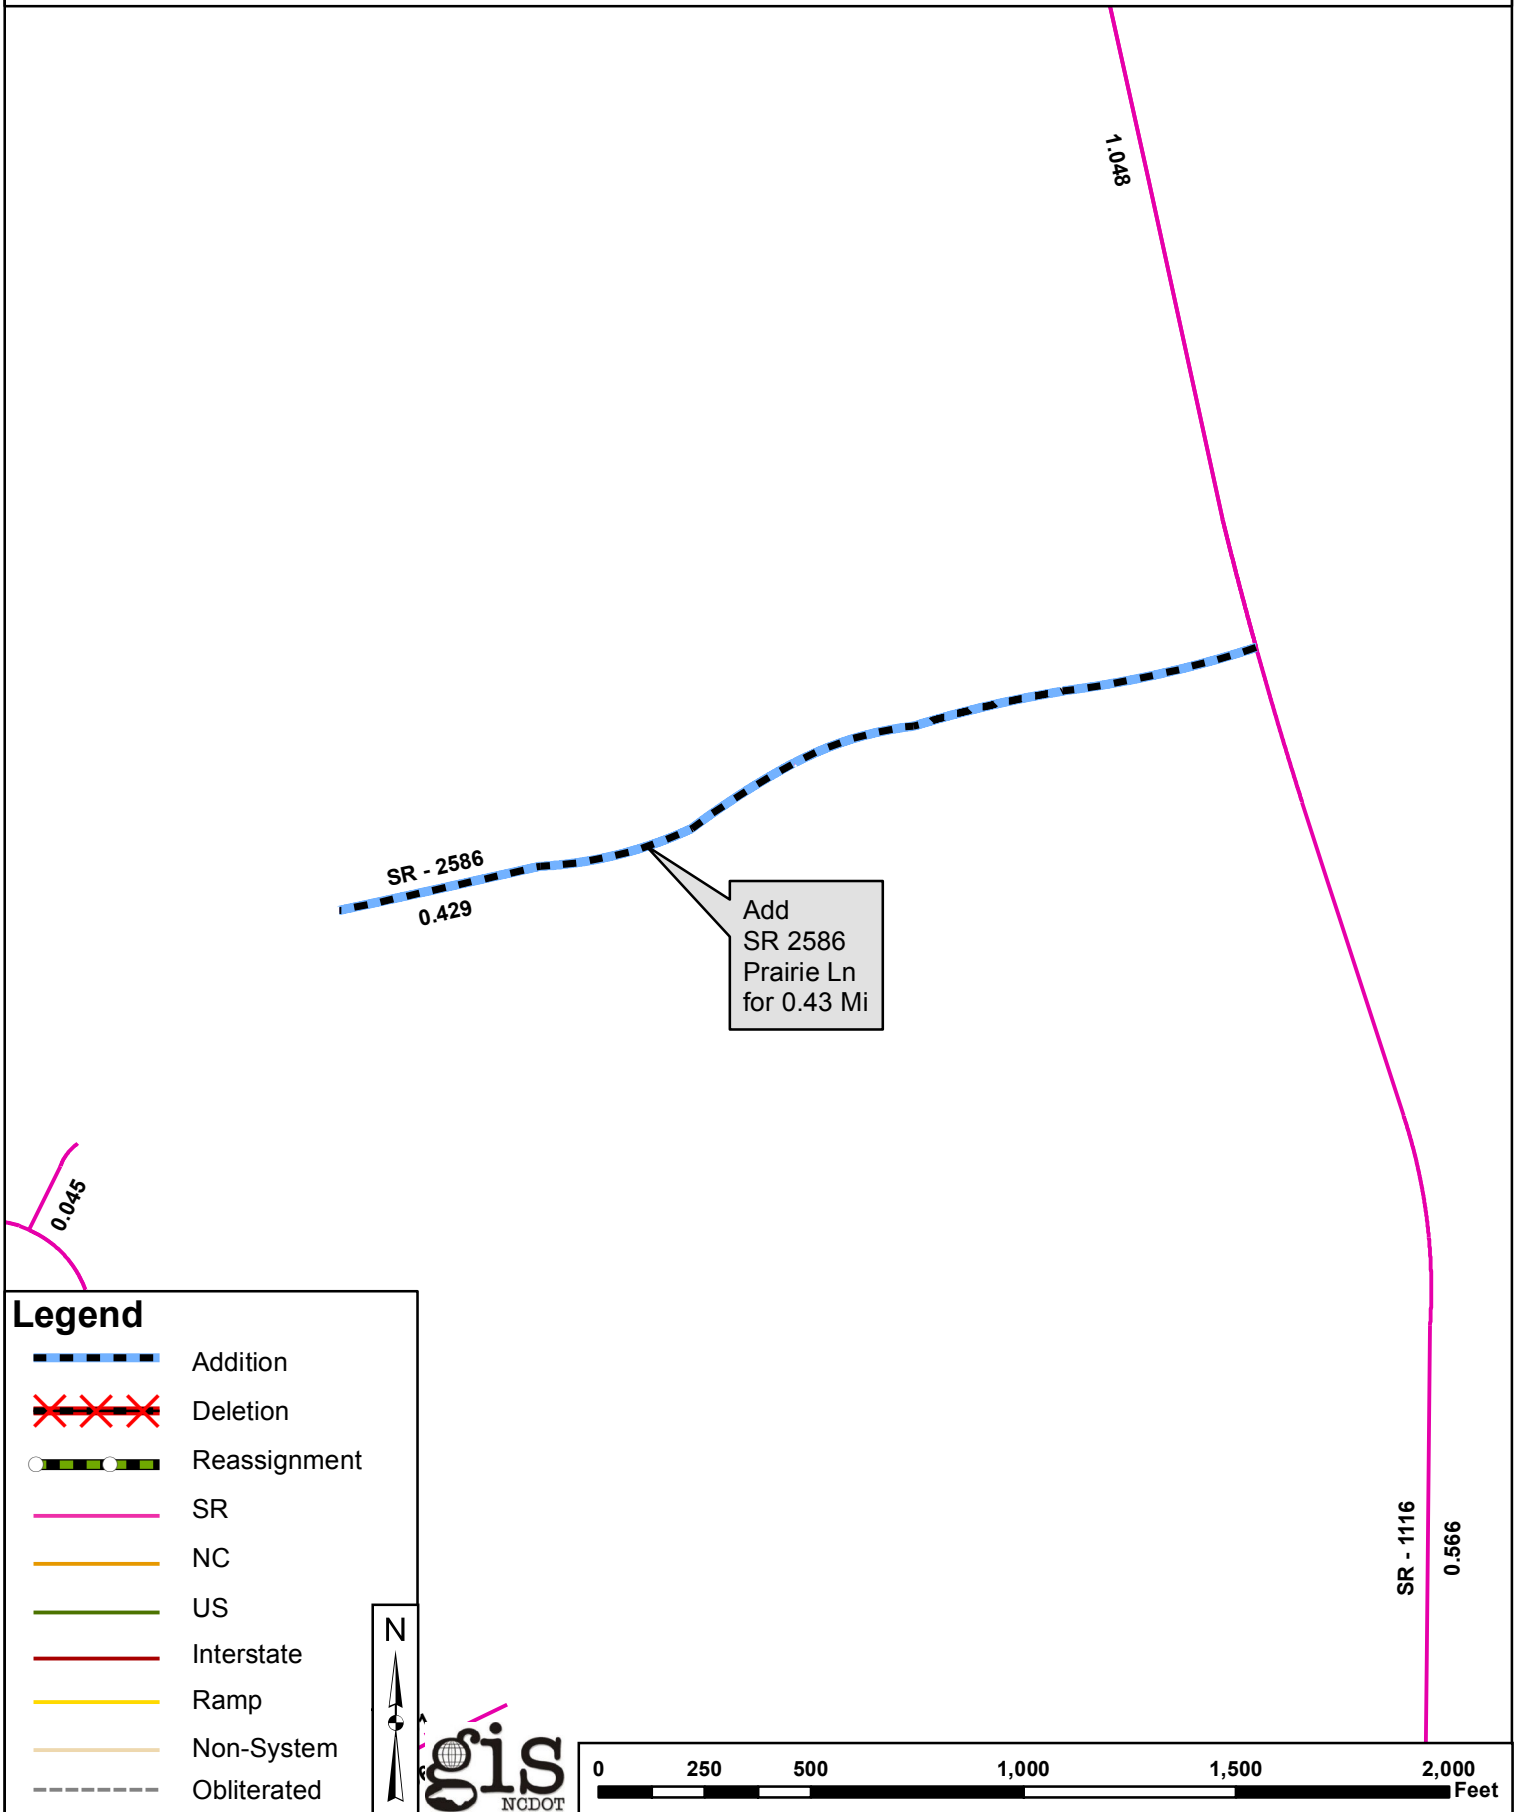 1.048
SR - 2586
0.429
Add
SR 2586
Prairie Ln
for 0.43 Mi
0.045
SR - 1116
0.566
Legend
Addition
Deletion
Reassignment
SR
NC
US
Interstate
Ramp
Non-System
Obliterated
N
gis
NCDOT
0 250 500 1,000 1,500 2,000
Feet